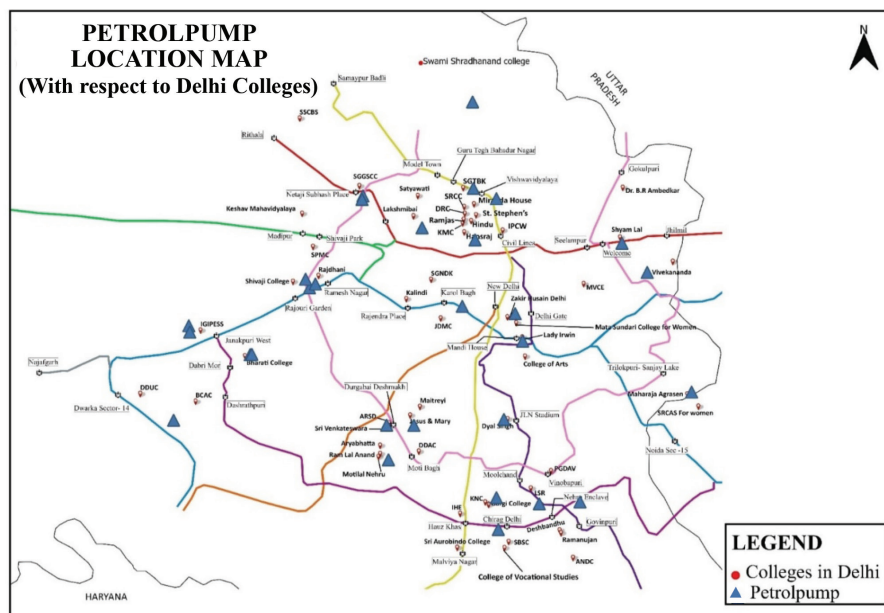 PETROLPUMP
LOCATION MAP
(With respect to Delhi Colleges)
Swami Shradhanand college
UTTAR
PRADESH
N
Samaypur Badli
SSCBS
Rithala
Guru Tegh Bahadar Nagar
Model Town
Gokulpuri
SGGSCC
SGTBK
Vishwavidyalaya
Netaji Subhash Place
Satyawati
SRCC
Dr. B.R Ambedkar
DRC
St. Stephen's
Keshav Mahavidyalaya
Lakshmibai
Ramjas
Hindu
KMC
Hansraj
IPCW
Shyam Lal
Jhilmil
Madipur
Shivaji Park
Civil Lines
Seelampur
Welcome
SPMC
Rajdhani
Vivekananda
Shivaji College
Ramesh Nagar
SGNDK
MVCE
Kalindi
Karol Bagh
New Delhi
Rajouri Garden
Zakir Husain Delhi
Rajendra Place
JDMC
Delhi Gate
Mata Sundari College for Women
IGIPESS
Janakpuri West
Mandi House
Lady Irwin
Najafgarh
Bharati College
College of Arts
Dabri Mor
Trilokpuri- Sanjay Lake
DDUC
BCAC
Durgabai Deshmukh
Maharaja Agrasen
Dwarka Sector- 14
Dashrathpuri
Maitreyi
SRCAS For women
ARSD
Jesus & Mary
JLN Stadium
Sri Venkateswara
Dyal Singh
Aryabhatta
DDAC
Noida Sec -15
Ram Lal Anand
Moti Bagh
Motilal Nehru
PGDAV
Moolchand
Vinobapuri
LSR
KNC
Gargi College
Nehru Enclave
IHE
Hauz Khas
Chirag Delhi
Deshbandhu
Govinpuri
Sri Aurobindo College
SBSC
Ramanujan
Malviya Nagar
ANDC
College of Vocational Studies
HARYANA
LEGEND
Colleges in Delhi
Petrolpump